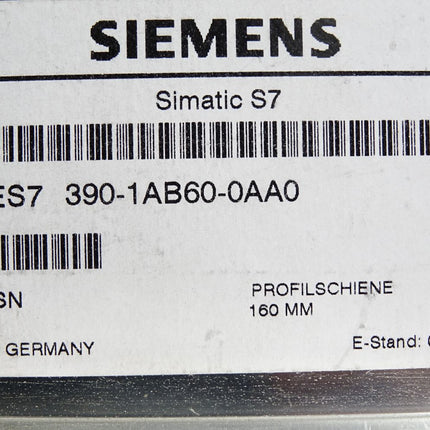 SIEMENS
Simatic S7
ES7 390-1AB60-0AA0
SN
PROFILSCHIENE
160 MM
GERMANY
E-Stand: